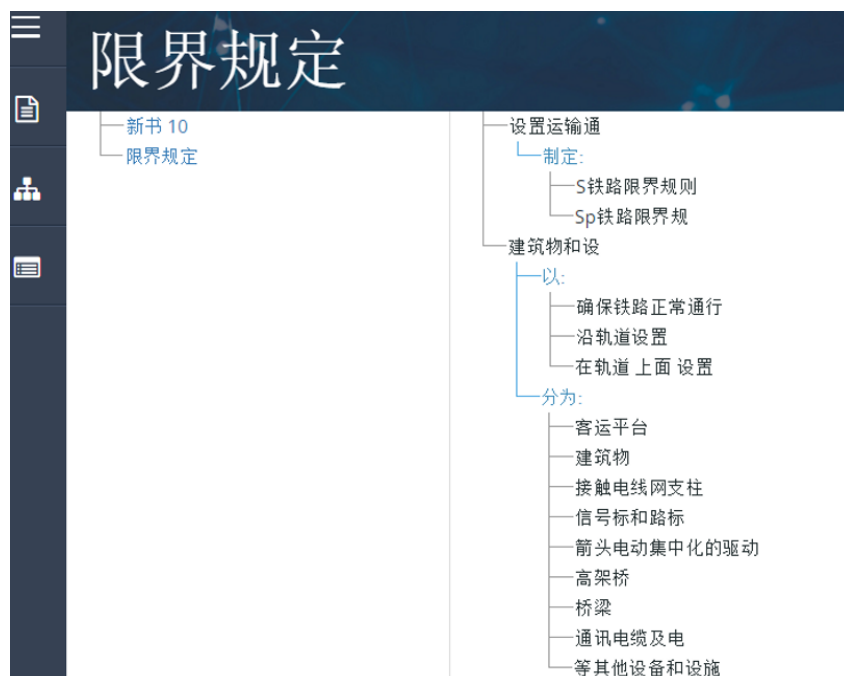 限界规定
新书 10
限界规定
设置运输通
制定:
S铁路限界规则
Sp铁路限界规
建筑物和设
以:
确保铁路正常通行
沿轨道设置
在轨道 上面 设置
分为:
客运平台
建筑物
接触电线网支柱
信号标和路标
箭头电动集中化的驱动
高架桥
桥梁
通讯电缆及电
等其他设备和设施